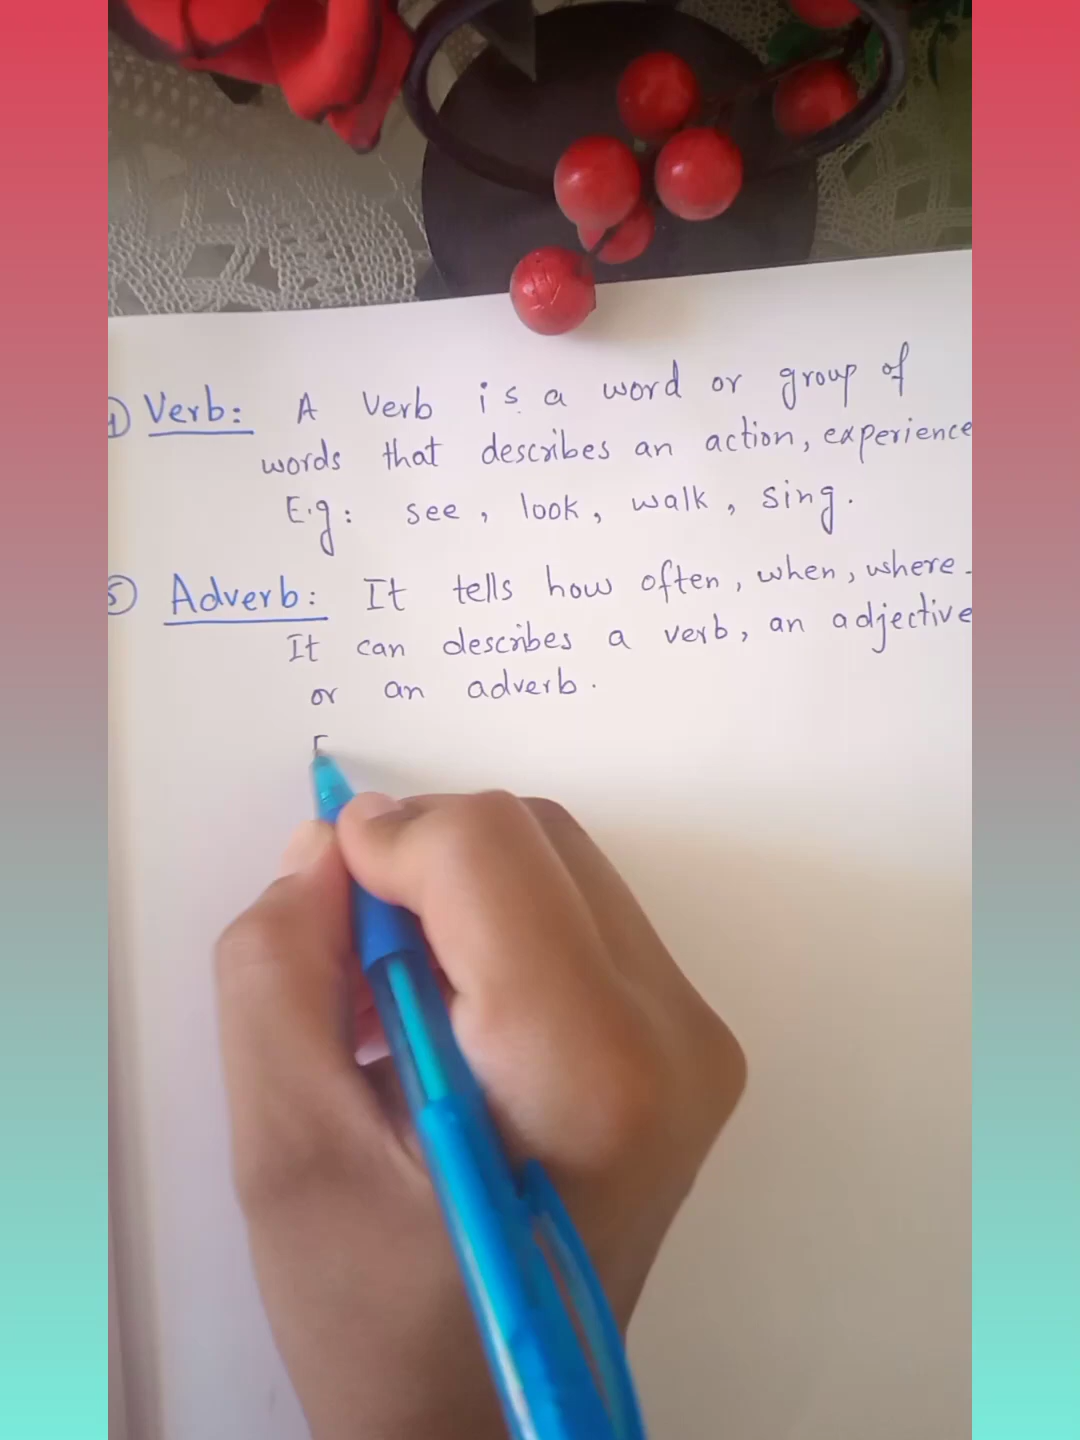 4) Verb: A Verb is a word or group of
words that describes an action, experience
E.g: see, look, walk, sing.
5 Adverb: It tells how often, when, where.
It can describes a verb, an adjective
or an adverb.